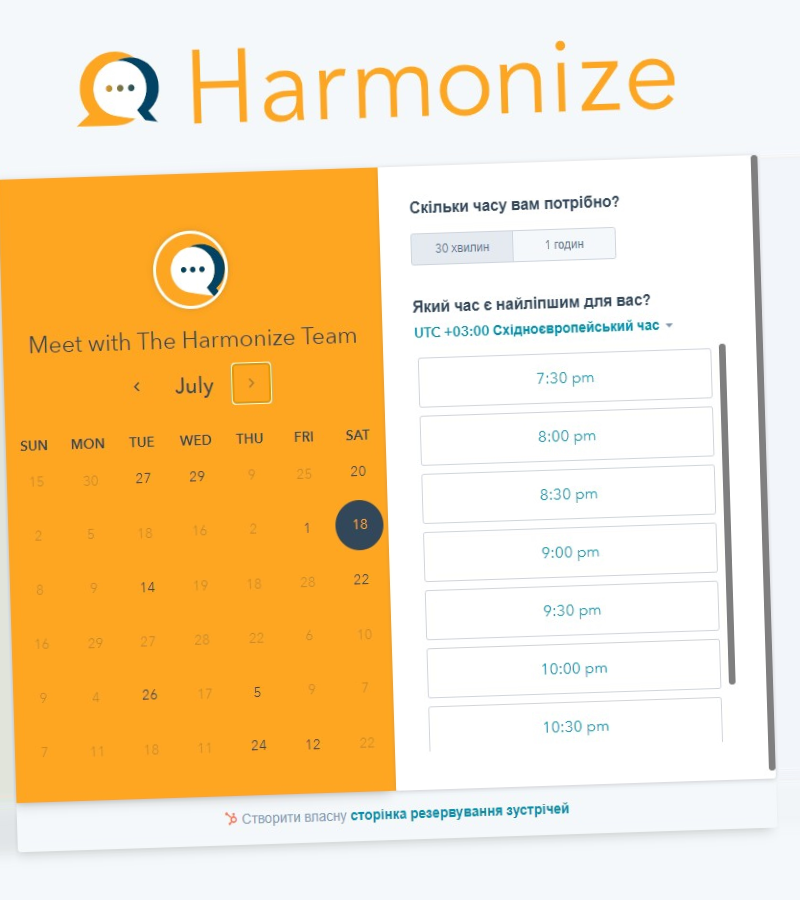 Harmonize
Meet with The Harmonize Team
July
SUN MON TUE WED THU FRI SAT
15 30 27 29 9 25 20
2 5 18 16 2 1 18
8 9 14 19 18 28 22
16 29 27 28 22 6 10
9 4 26 17 5 9 7
7 11 18 11 24 12 22
Скільки часу вам потрібно?
30 хвилин 1 годин
Який час є найліпшим для вас?
UTC +03:00 Східноєвропейський час
7:30 pm
8:00 pm
8:30 pm
9:00 pm
9:30 pm
10:00 pm
10:30 pm
Створити власну сторінка резервування зустрічей